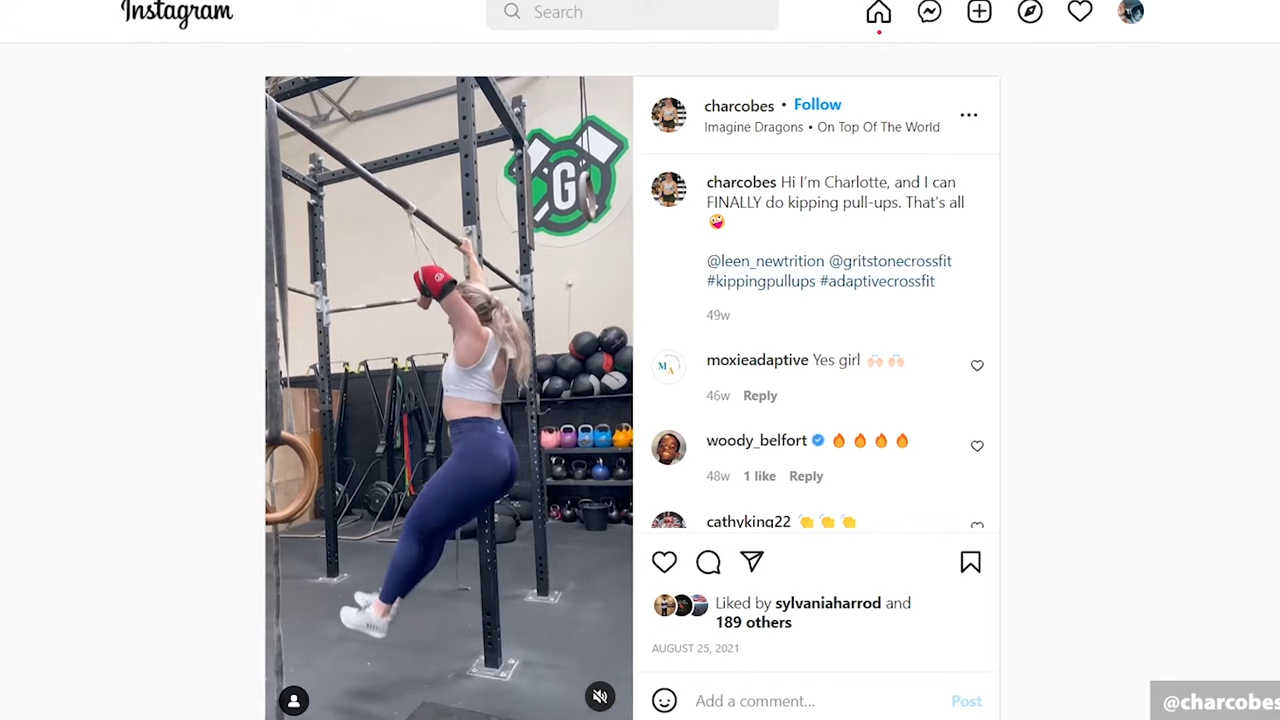 Instagram
Search
charcobes • Follow
Imagine Dragons • On Top Of The World
charcobes Hi I'm Charlotte, and I can
FINALLY do kipping pull-ups. That's all
🤪
@leen_newtrition @gritstonecrossfit
#kippingpullups #adaptivecrossfit
49w
MA
moxieadaptive Yes girl 🙌🏻 🙌🏻
46w Reply
woody_belfort 🔥 🔥 🔥 🔥
48w 1 like Reply
cathyking22 👏 👏 👏
Liked by sylvaniaharrod and
189 others
AUGUST 25, 2021
Add a comment... Post
@charcobes
G